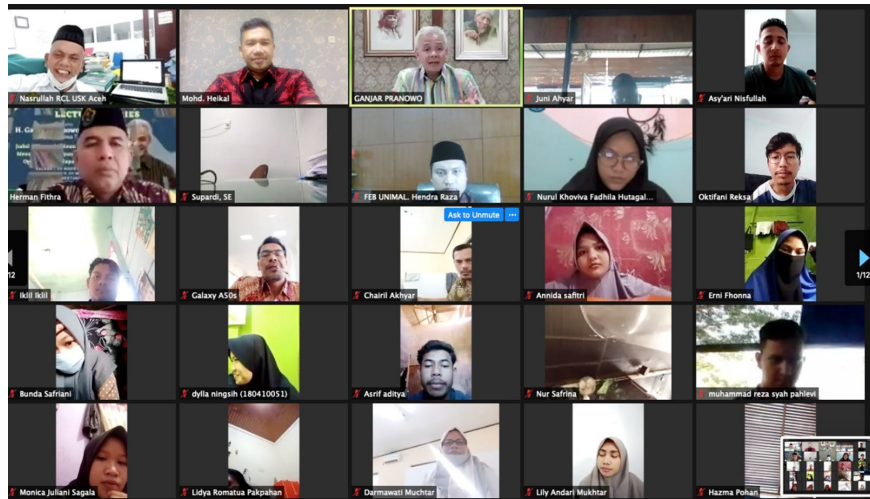 Nasrullah RCL USK Aceh
Mohd. Heikal
GANJAR PRANOWO
Juni Ahyar
Asy'ari Nisfullah
Herman Fithra
Supardi, SE
FEB UNIMAL. Hendra Raza
Nurul Khoviva Fadhila Hutagal...
Oktifani Reksa
Ask to Unmute ...
1/12
Iklil Iklil
Galaxy A50s
Chairil Akhyar
Annida safitri
Erni Fhonna
1/12
Bunda Safriani
dylla ningsih (180410051)
Asrif aditya
Nur Safrina
muhammad reza syah pahlevi
Monica Juliani Sagala
Lidya Romatua Pakpahan
Darmawati Muchtar
Lily Andari Mukhtar
Hazma Pohan